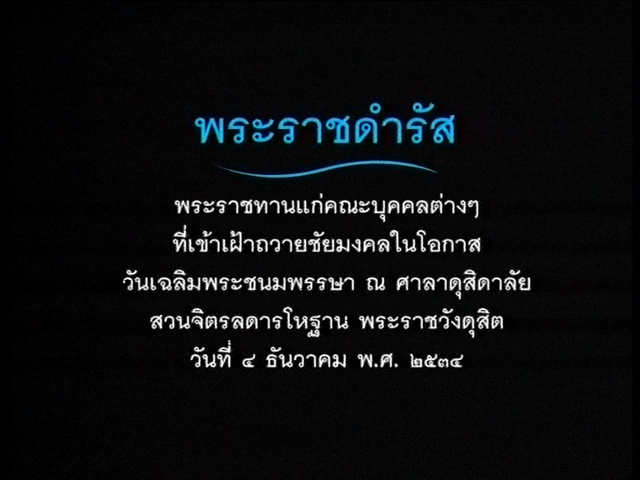 พระราชดำรัส
พระราชทานแก่คณะบุคคลต่างๆ
ที่เข้าเฝ้าถวายชัยมงคลในโอกาส
วันเฉลิมพระชนมพรรษา ณ ศาลาดุสิดาลัย
สวนจิตรลดารโหฐาน พระราชวังดุสิต
วันที่ ๔ ธันวาคม พ.ศ. ๒๕๓๔